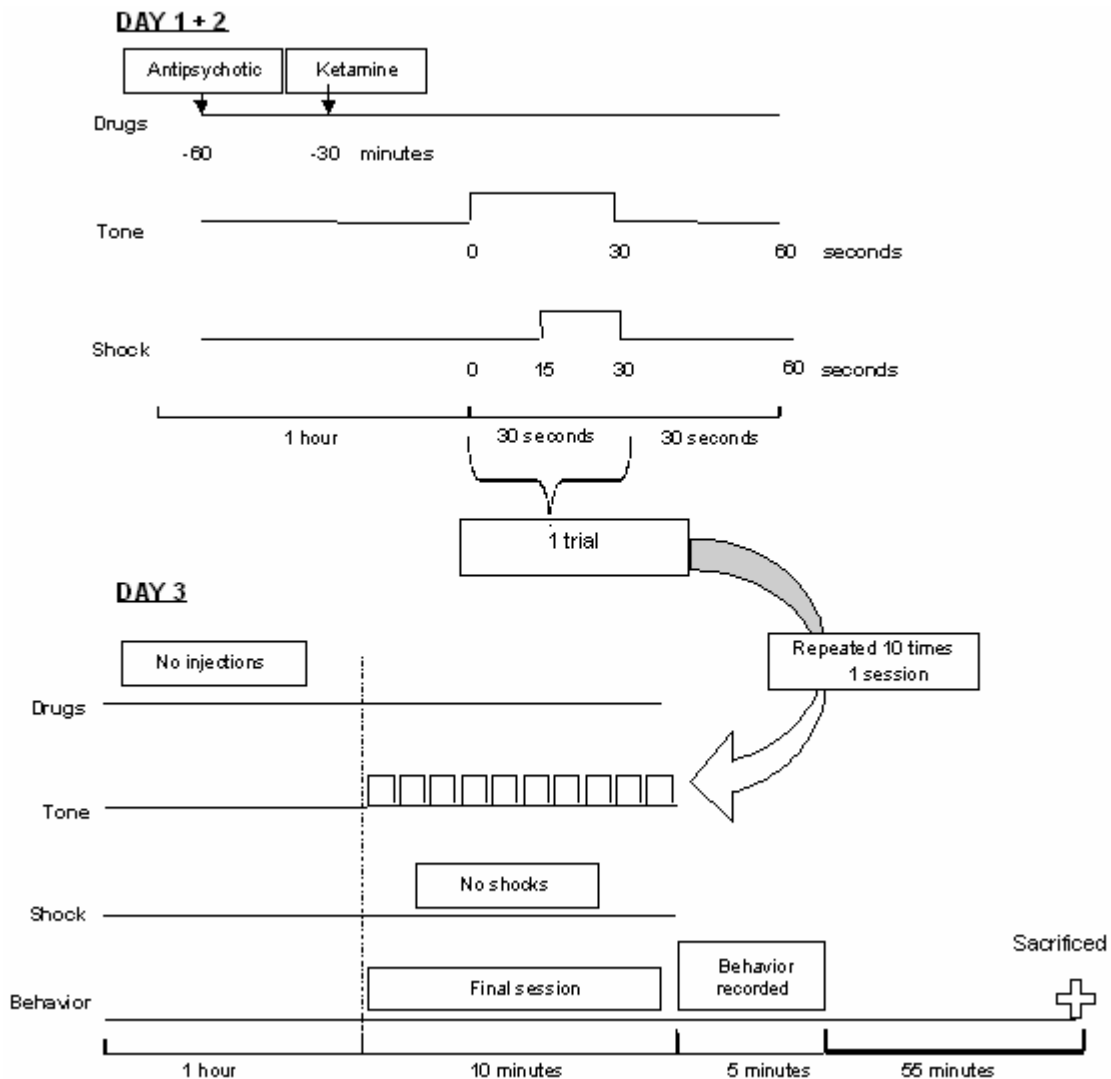 DAY 1 + 2
Antipsychotic
Ketamine
Drugs
-60
-30 minutes
Tone
0
30
60 seconds
Shock
0
15
30
60 seconds
1 hour
30 seconds
30 seconds
1 trial
DAY 3
No injections
Repeated 10 times
1 session
Drugs
Tone
No shocks
Shock
Sacrificed
Behavior
recorded
Final session
Behavior
1 hour
10 minutes
5 minutes
55 minutes